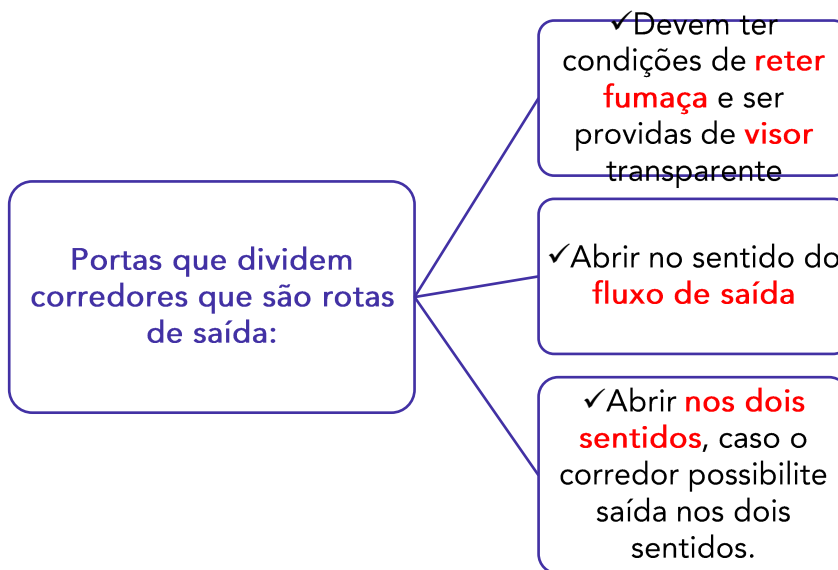 Portas que dividem
corredores que são rotas
de saída:
✓Devem ter
condições de reter
fumaça e ser
providas de visor
transparente
✓Abrir no sentido do
fluxo de saída
✓Abrir nos dois
sentidos, caso o
corredor possibilite
saída nos dois
sentidos.